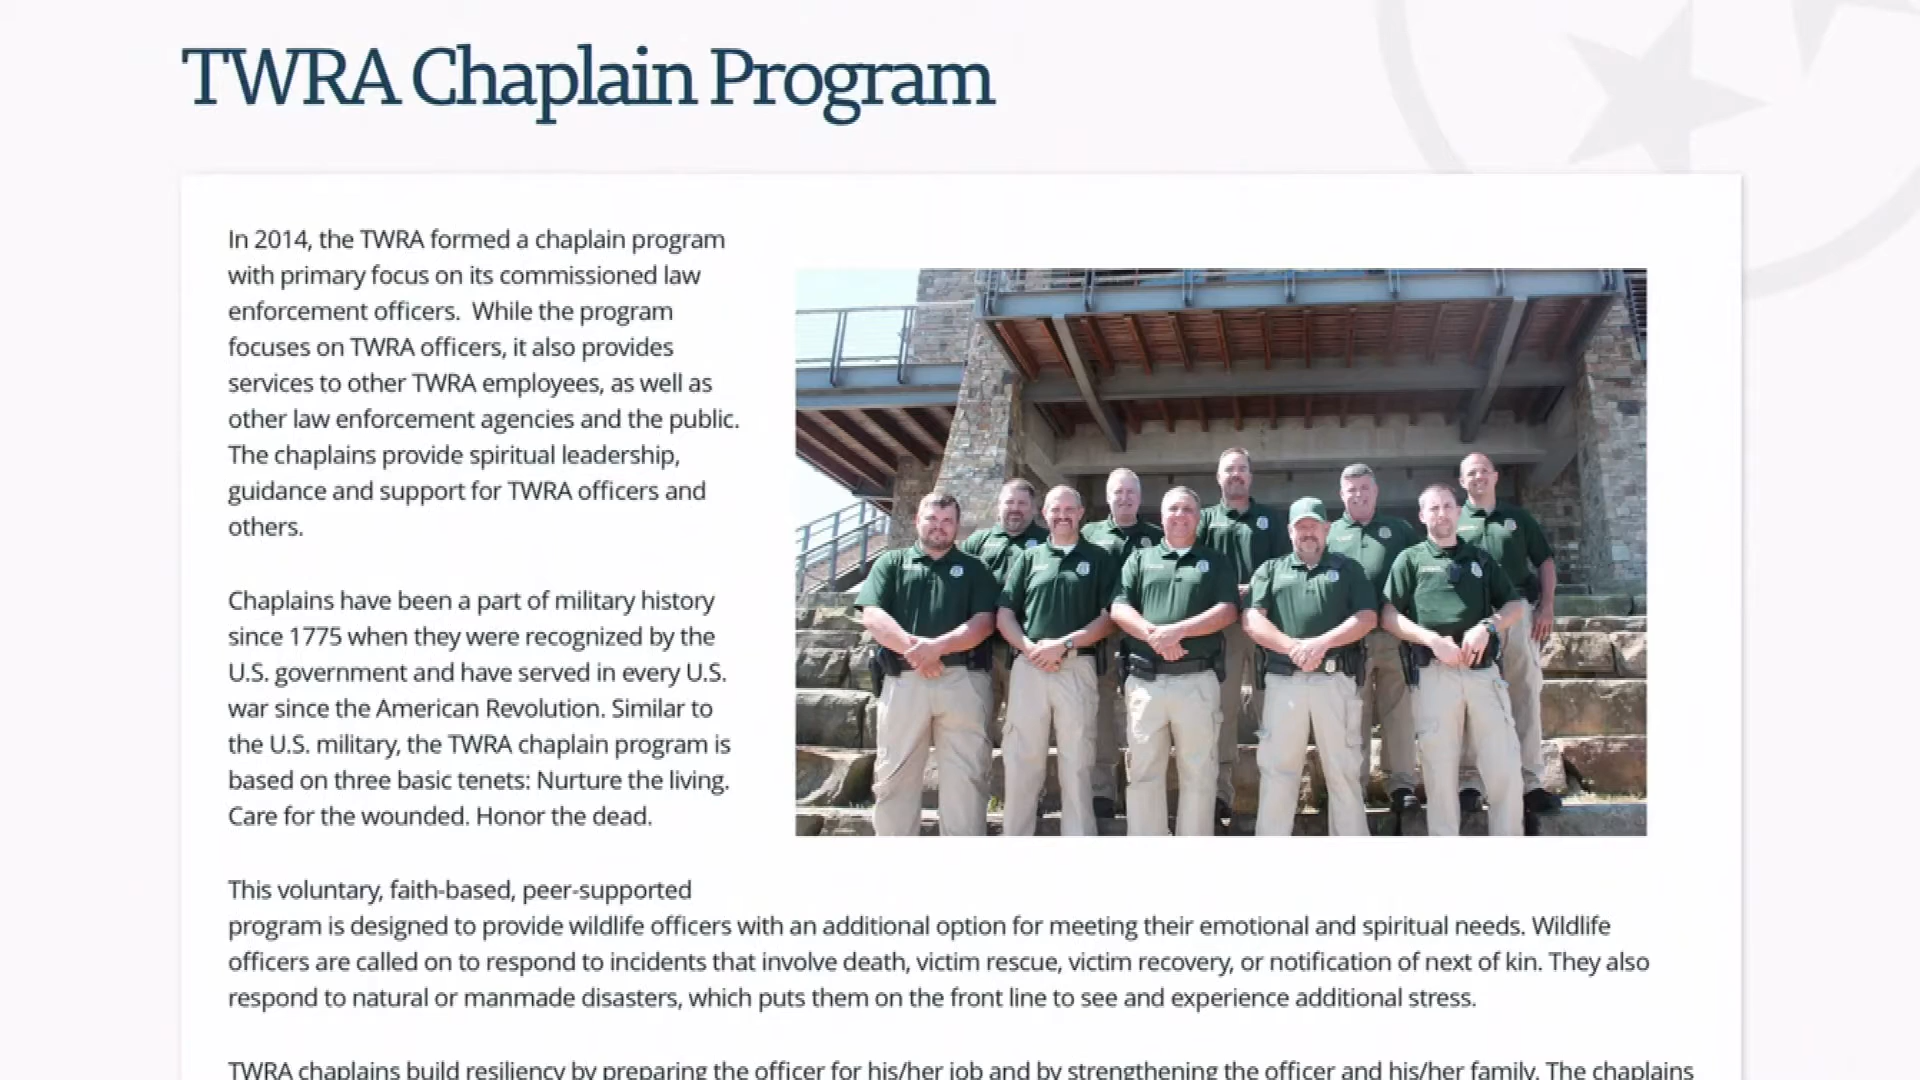 TWRA Chaplain Program
In 2014, the TWRA formed a chaplain program
with primary focus on its commissioned law
enforcement officers.  While the program
focuses on TWRA officers, it also provides
services to other TWRA employees, as well as
other law enforcement agencies and the public.
The chaplains provide spiritual leadership,
guidance and support for TWRA officers and
others.
Chaplains have been a part of military history
since 1775 when they were recognized by the
U.S. government and have served in every U.S.
war since the American Revolution. Similar to
the U.S. military, the TWRA chaplain program is
based on three basic tenets: Nurture the living.
Care for the wounded. Honor the dead.
This voluntary, faith-based, peer-supported
program is designed to provide wildlife officers with an additional option for meeting their emotional and spiritual needs. Wildlife
officers are called on to respond to incidents that involve death, victim rescue, victim recovery, or notification of next of kin. They also
respond to natural or manmade disasters, which puts them on the front line to see and experience additional stress.
TWRA chaplains build resiliency by preparing the officer for his/her job and by strengthening the officer and his/her family. The chaplains